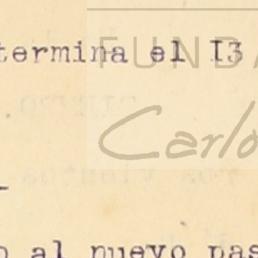 termina el I3
FUNDA
Carlo
al nuevo pas